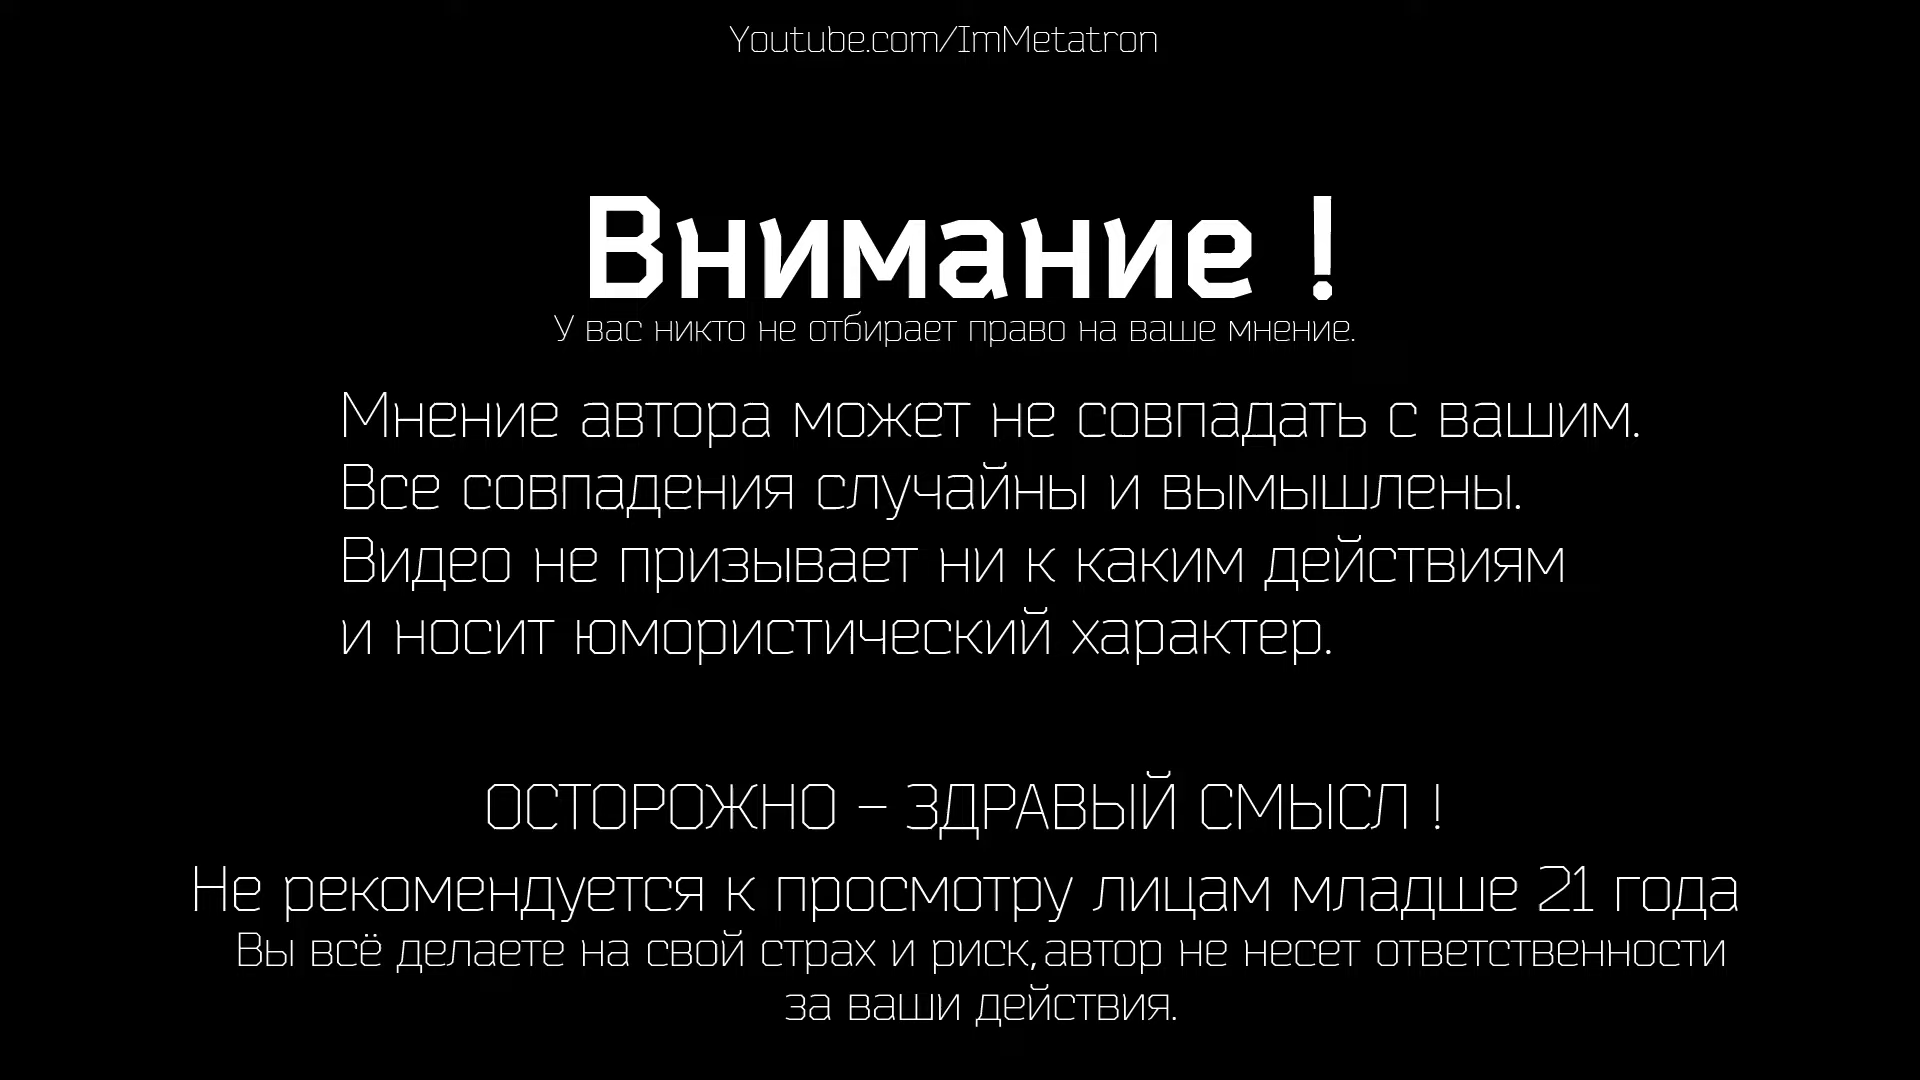 Youtube.com/ImMetatron
Внимание !
У вас никто не отбирает право на ваше мнение.
Мнение автора может не совпадать с вашим.
Все совпадения случайны и вымышлены.
Видео не призывает ни к каким действиям
и носит юмористический характер.
ОСТОРОЖНО – ЗДРАВЫЙ СМЫСЛ !
Не рекомендуется к просмотру лицам младше 21 года
Вы всё делаете на свой страх и риск,автор не несет ответственности
за ваши действия.